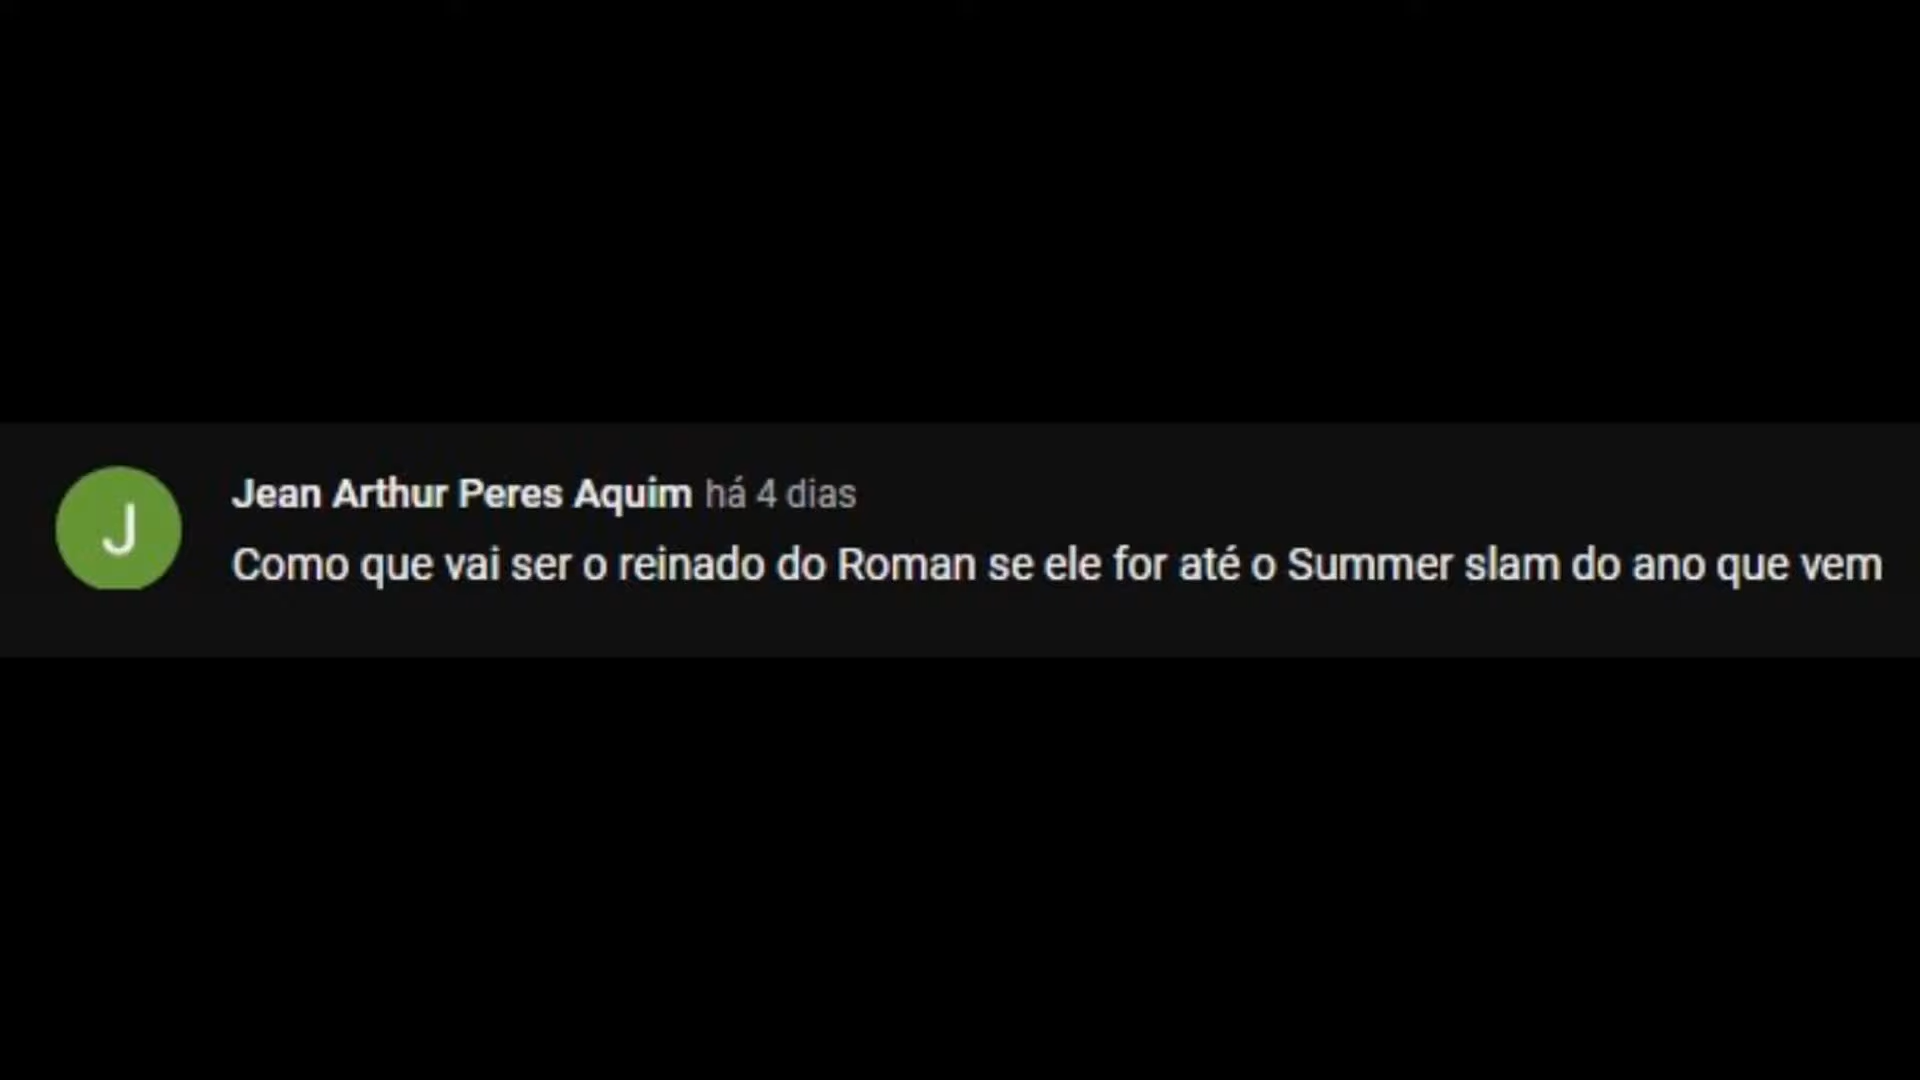 J
Jean Arthur Peres Aquim há 4 dias
Como que vai ser o reinado do Roman se ele for até o Summer slam do ano que vem